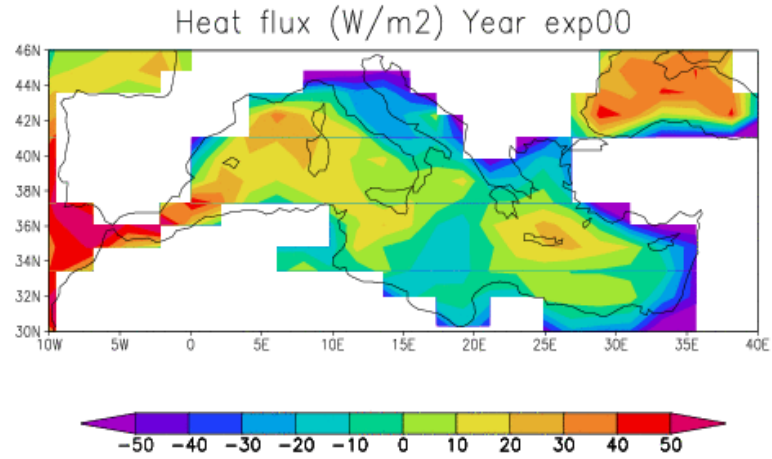 Heat flux (W/m2) Year exp00
46N
44N
42N
40N
38N
36N
34N
32N
30N
10W 5W 0 5E 10E 15E 20E 25E 30E 35E 40E
-50 -40 -30 -20 -10 0 10 20 30 40 50